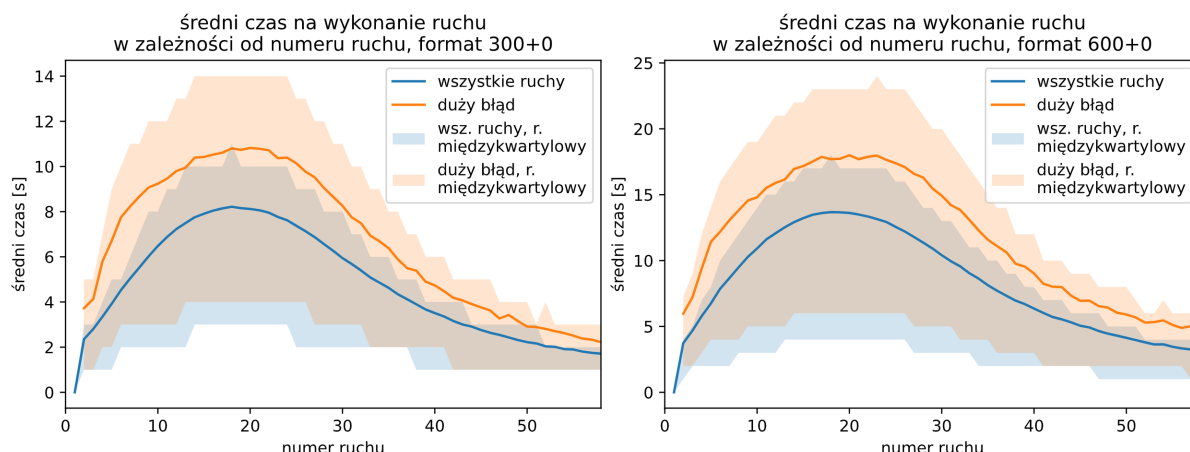 średni czas na wykonanie ruchu
w zależności od numeru ruchu, format 300+0
średni czas [s]
14
12
10
8
6
4
2
0
wszystkie ruchy
duży błąd
wsz. ruchy, r.
międzykwartylowy
duży błąd, r.
międzykwartylowy
0 10 20 30 40 50
numer ruchu
średni czas na wykonanie ruchu
w zależności od numeru ruchu, format 600+0
średni czas [s]
25
20
15
10
5
0
wszystkie ruchy
duży błąd
wsz. ruchy, r.
międzykwartylowy
duży błąd, r.
międzykwartylowy
0 10 20 30 40 50
numer ruchu